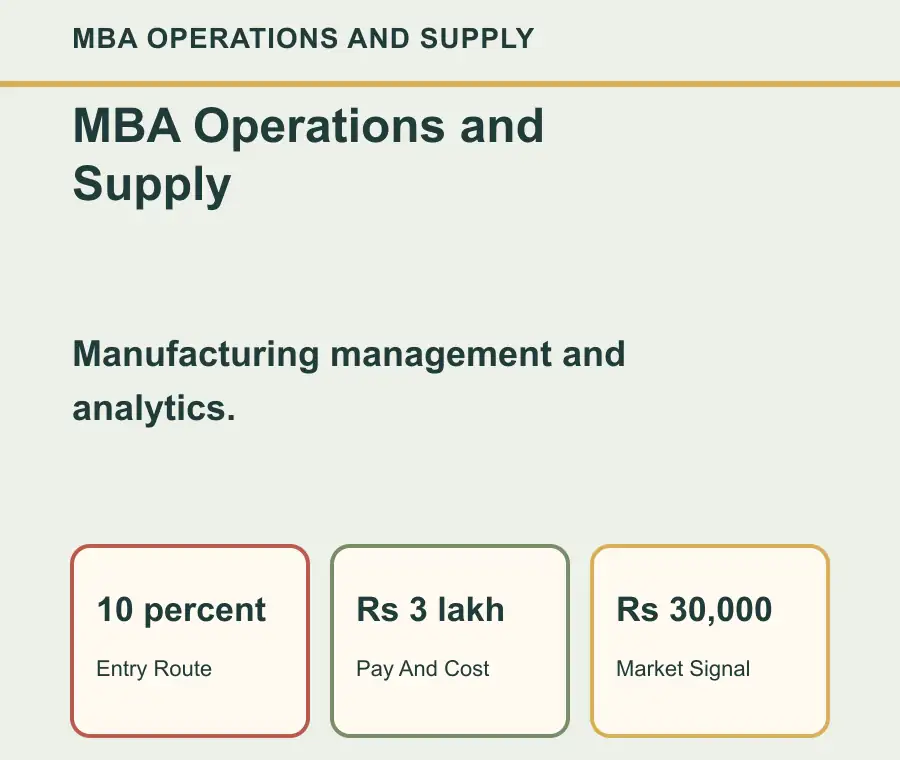 MBA OPERATIONS AND SUPPLY
MBA Operations and
Supply
Manufacturing management and
analytics.
10 percent
Entry Route
Rs 3 lakh
Pay And Cost
Rs 30,000
Market Signal